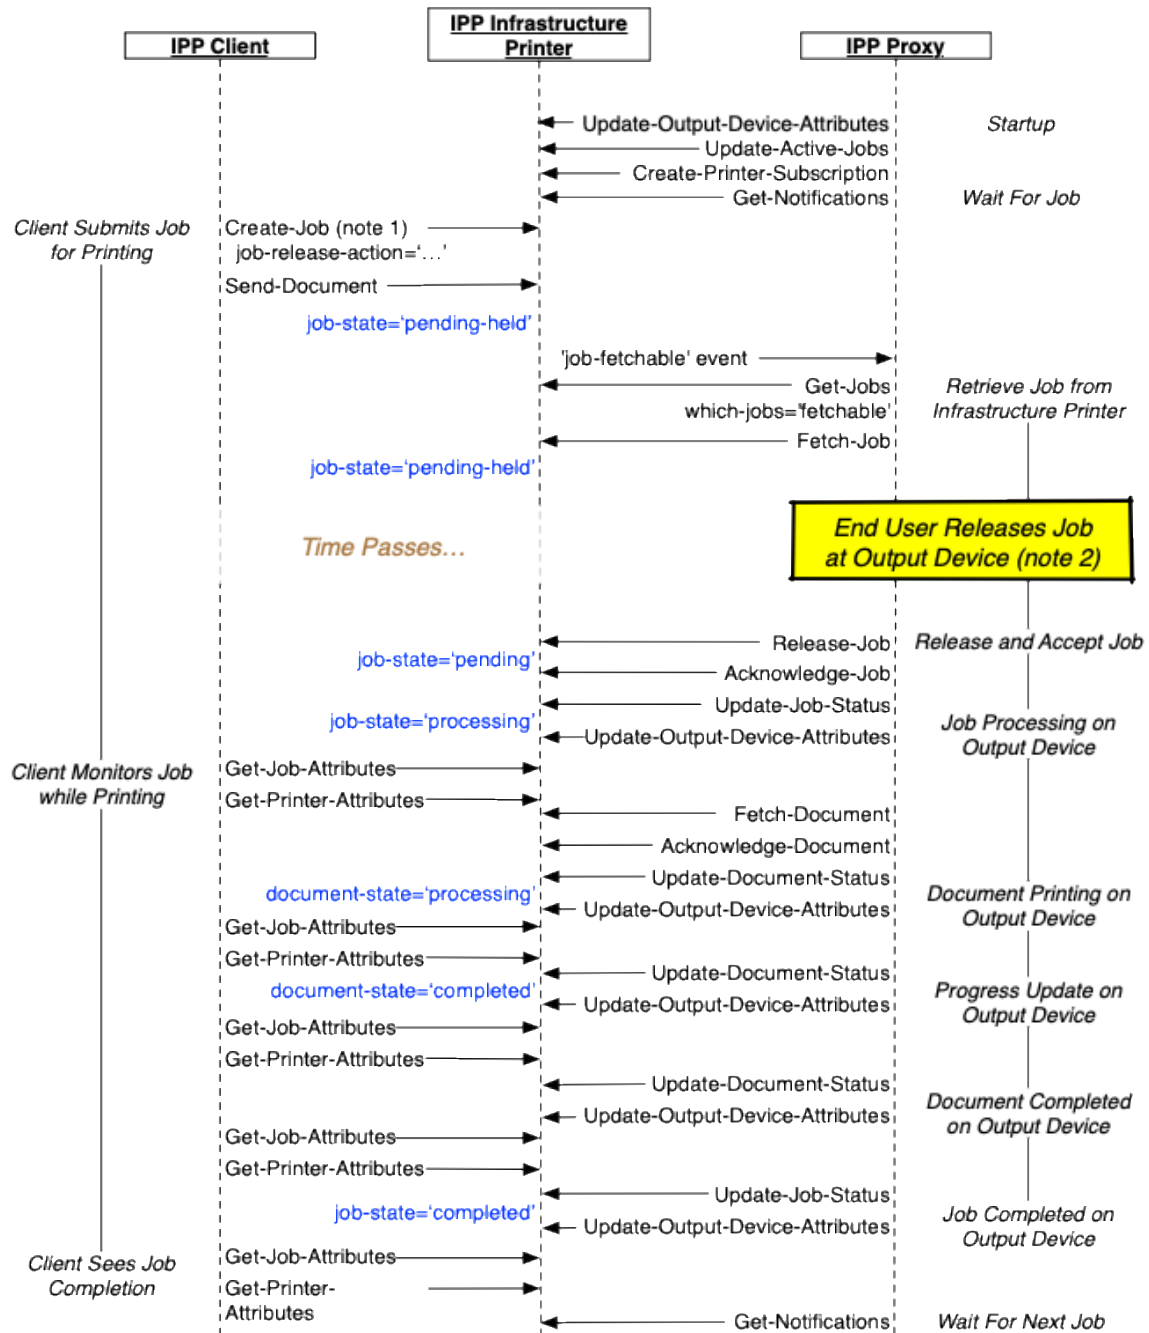 IPP Client
IPP Infrastructure
Printer
IPP Proxy
Update-Output-Device-Attributes
Startup
Update-Active-Jobs
Create-Printer-Subscription
Get-Notifications
Wait For Job
Client Submits Job
for Printing
Create-Job (note 1)
job-release-action=‘…’
Send-Document
job-state=‘pending-held’
'job-fetchable' event
Get-Jobs
which-jobs='fetchable'
Retrieve Job from
Infrastructure Printer
Fetch-Job
job-state=‘pending-held’
End User Releases Job
at Output Device (note 2)
Time Passes…
Release-Job
Release and Accept Job
job-state=‘pending’
Acknowledge-Job
Update-Job-Status
job-state=‘processing’
Update-Output-Device-Attributes
Job Processing on
Output Device
Client Monitors Job
while Printing
Get-Job-Attributes
Get-Printer-Attributes
Fetch-Document
Acknowledge-Document
Update-Document-Status
document-state=‘processing’
Update-Output-Device-Attributes
Document Printing on
Output Device
Get-Job-Attributes
Get-Printer-Attributes
Update-Document-Status
document-state=‘completed’
Update-Output-Device-Attributes
Progress Update on
Output Device
Get-Job-Attributes
Get-Printer-Attributes
Update-Document-Status
Update-Output-Device-Attributes
Document Completed
on Output Device
Get-Job-Attributes
Get-Printer-Attributes
Update-Job-Status
job-state=‘completed’
Update-Output-Device-Attributes
Job Completed on
Output Device
Client Sees Job
Completion
Get-Job-Attributes
Get-Printer-
Attributes
Get-Notifications
Wait For Next Job